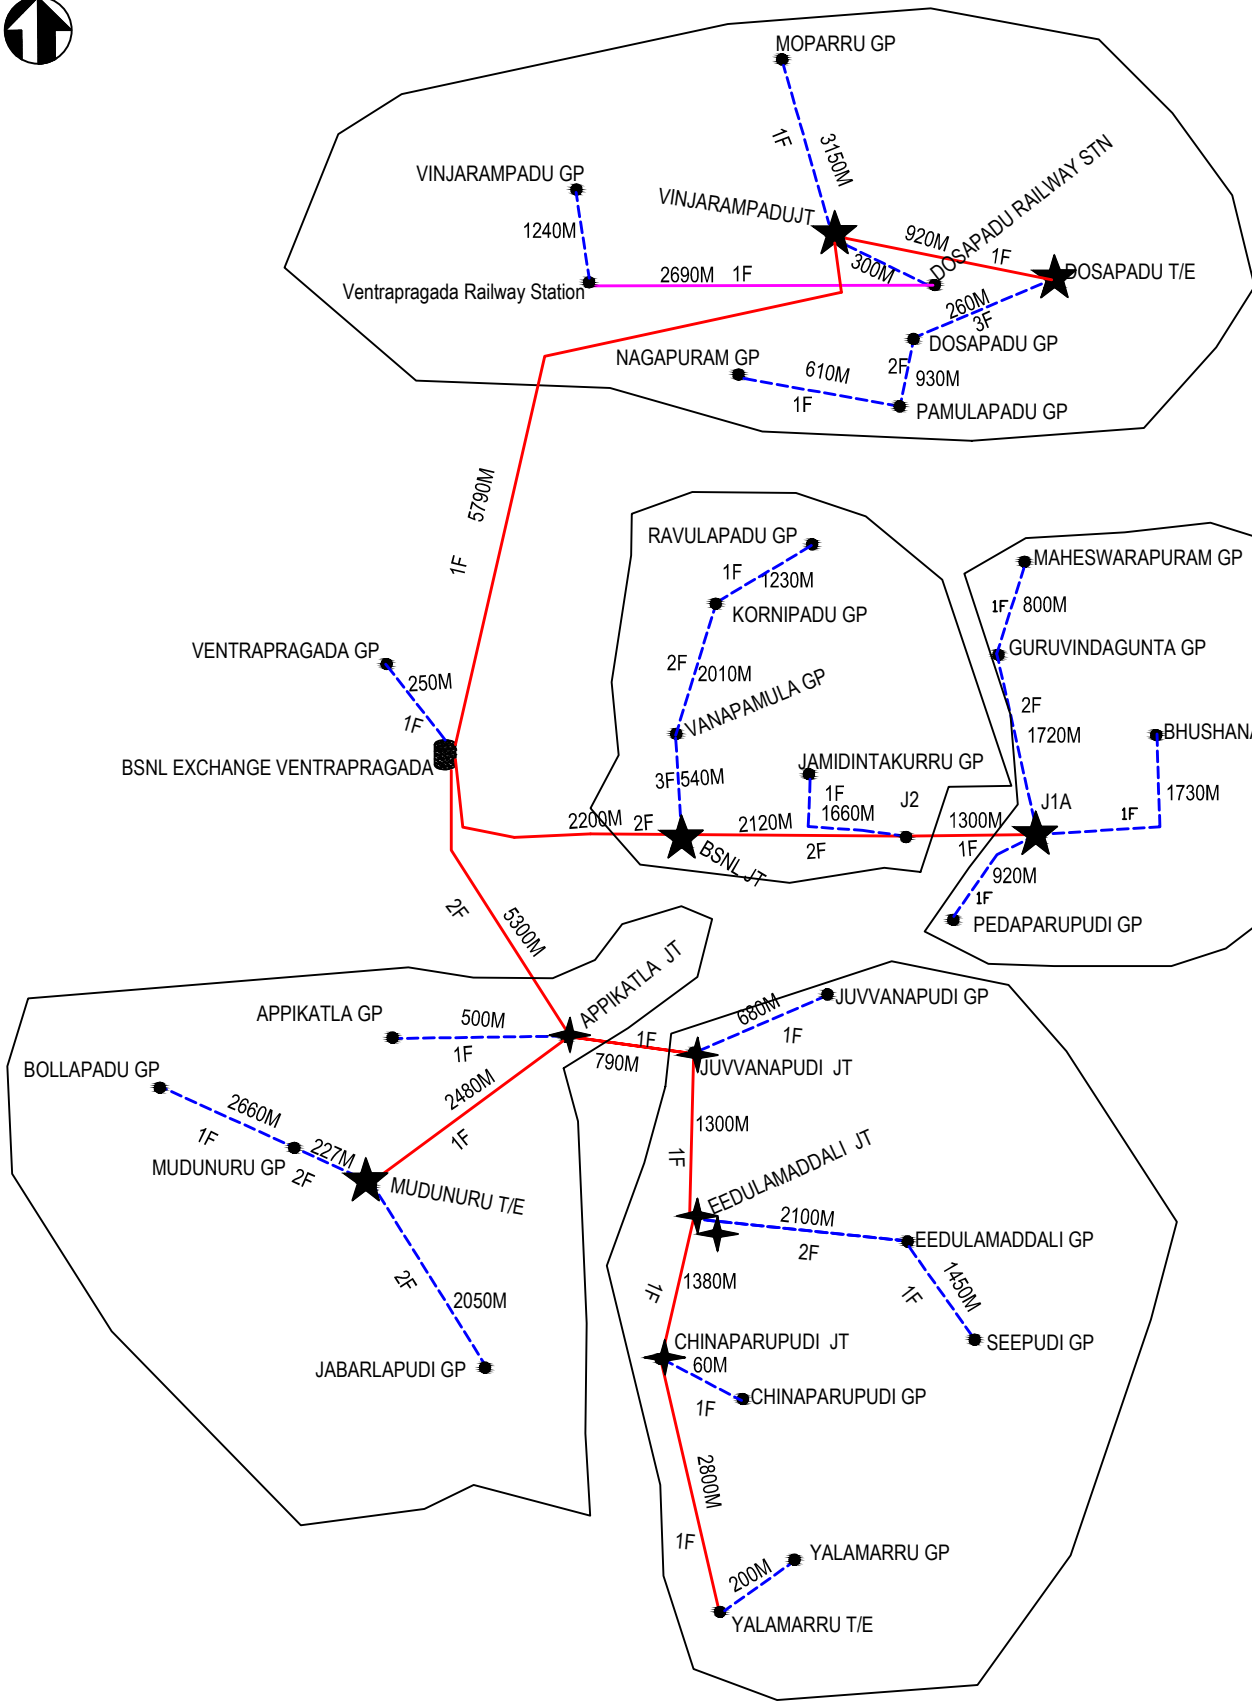 MOPARRU GP
1F
3150M
DOSAPADU RAILWAY STN
VINJARAMPADU GP
VINJARAMPADUJT
1240M
920M
1F
300M
DOSAPADU T/E
2690M
1F
Ventrapragada Railway Station
260M
3F
DOSAPADU GP
NAGAPURAM GP
610M
2F
930M
1F
PAMULAPADU GP
5790M
1F
RAVULAPADU GP
1F
1230M
KORNIPADU GP
MAHESWARAPURAM GP
1F
800M
GURUVINDAGUNTA GP
VENTRAPRAGADA GP
250M
1F
2F
2010M
VANAPAMULA GP
2F
1720M
BHUSHANA
BSNL EXCHANGE VENTRAPRAGADA
3F
540M
JAMIDINTAKURRU GP
1F
1660M
J2
J1A
1730M
2200M
2F
2120M
2F
1300M
1F
1F
BSNL JT
920M
1F
PEDAPARUPUDI GP
2F
5300M
APPIKATLA JT
APPIKATLA GP
500M
1F
1F
790M
680M
1F
JUVVANAPUDI GP
JUVVANAPUDI JT
BOLLAPADU GP
2660M
1F
2480M
1F
MUDUNURU GP
227M
2F
MUDUNURU T/E
1300M
1F
EEDULAMADDALI JT
2100M
2F
EEDULAMADDALI GP
2F
2050M
1380M
1F
1450M
1F
SEEPUDI GP
JABARLAPUDI GP
CHINAPARUPUDI JT
60M
1F
CHINAPARUPUDI GP
2800M
1F
YALAMARRU GP
200M
YALAMARRU T/E